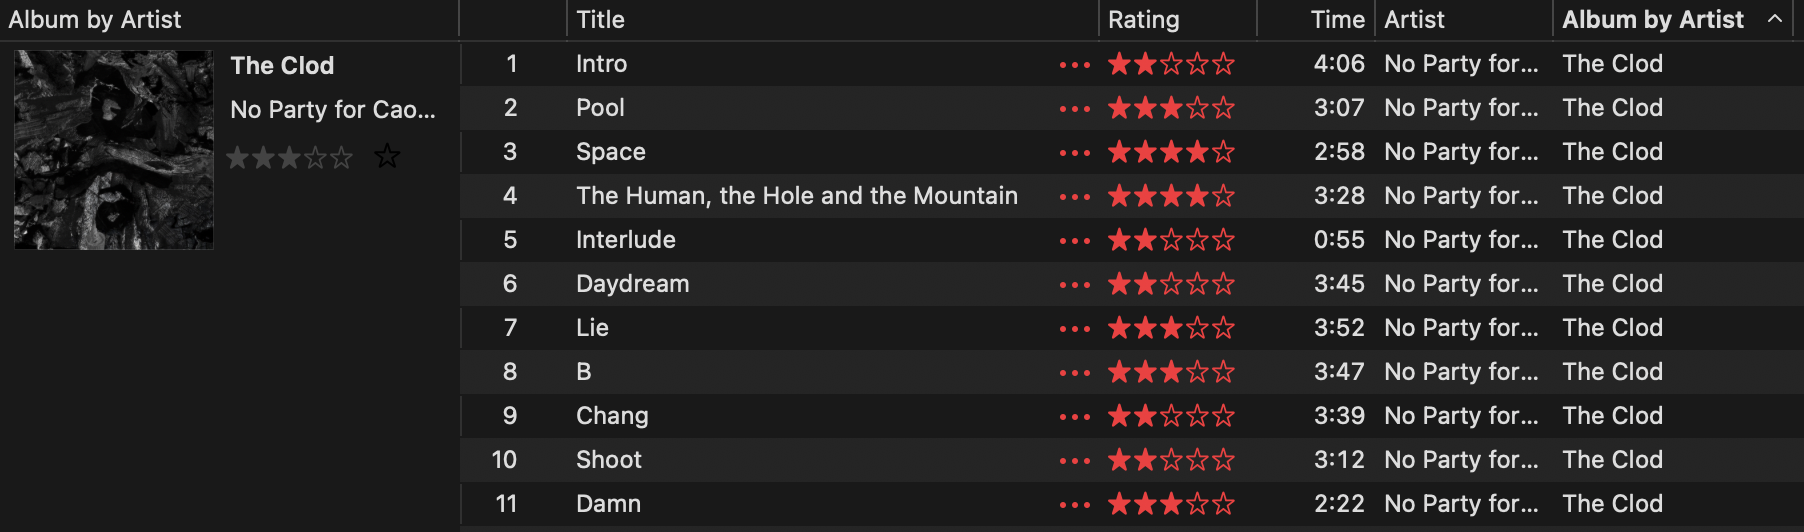 Album by Artist Title Rating Time Artist Album by Artist
The Clod
No Party for Cao...
1 Intro 4:06 No Party for... The Clod
2 Pool 3:07 No Party for... The Clod
3 Space 2:58 No Party for... The Clod
4 The Human, the Hole and the Mountain 3:28 No Party for... The Clod
5 Interlude 0:55 No Party for... The Clod
6 Daydream 3:45 No Party for... The Clod
7 Lie 3:52 No Party for... The Clod
8 B 3:47 No Party for... The Clod
9 Chang 3:39 No Party for... The Clod
10 Shoot 3:12 No Party for... The Clod
11 Damn 2:22 No Party for... The Clod